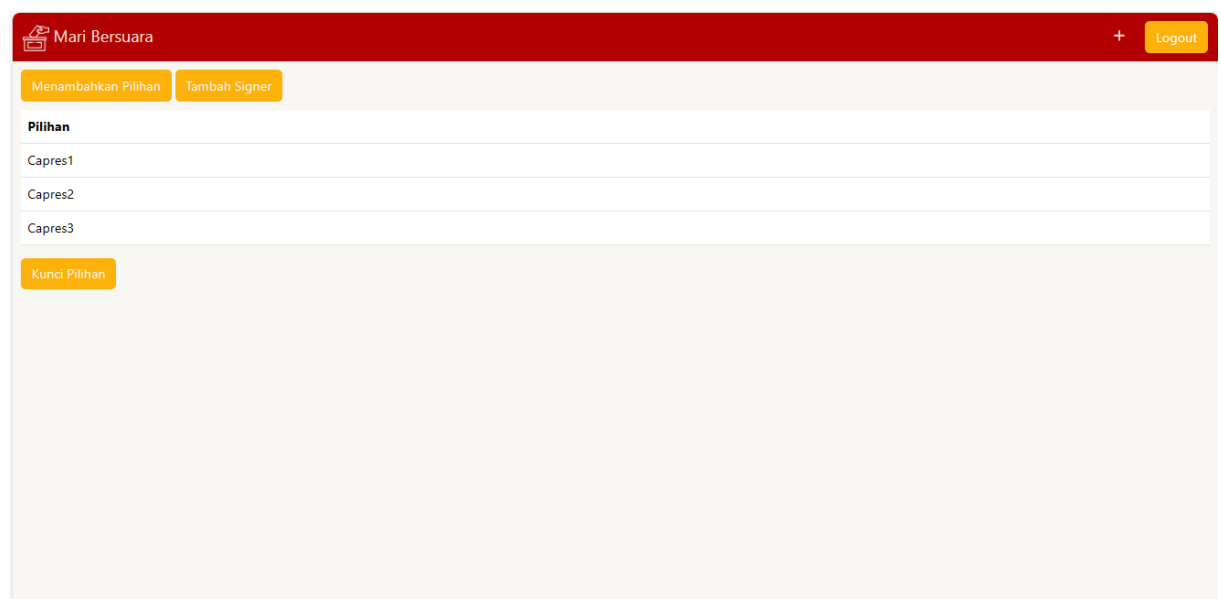 Mari Bersuara + Logout
Menambahkan Pilihan Tambah Signer
Pilihan
Capres1
Capres2
Capres3
Kunci Pilihan